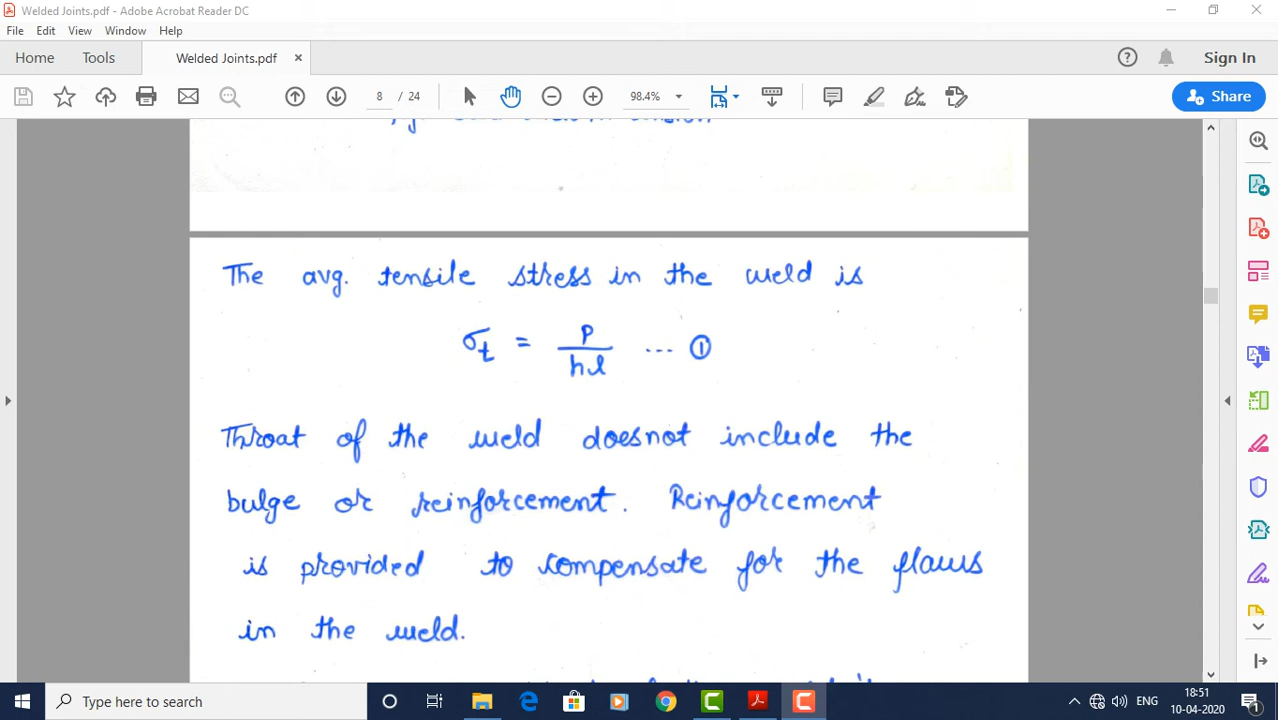 Welded Joints.pdf - Adobe Acrobat Reader DC
File Edit View Window Help
Home Tools Welded Joints.pdf × Sign In
8 / 24 98.4% Share
The avg. tensile stress in the weld is
σt = P/hl ... ①
Throat of the weld doesnot include the
bulge or reinforcement. Reinforcement
is provided to compensate for the flaws
in the weld.
Type here to search
ENG 18:51
10-04-2020